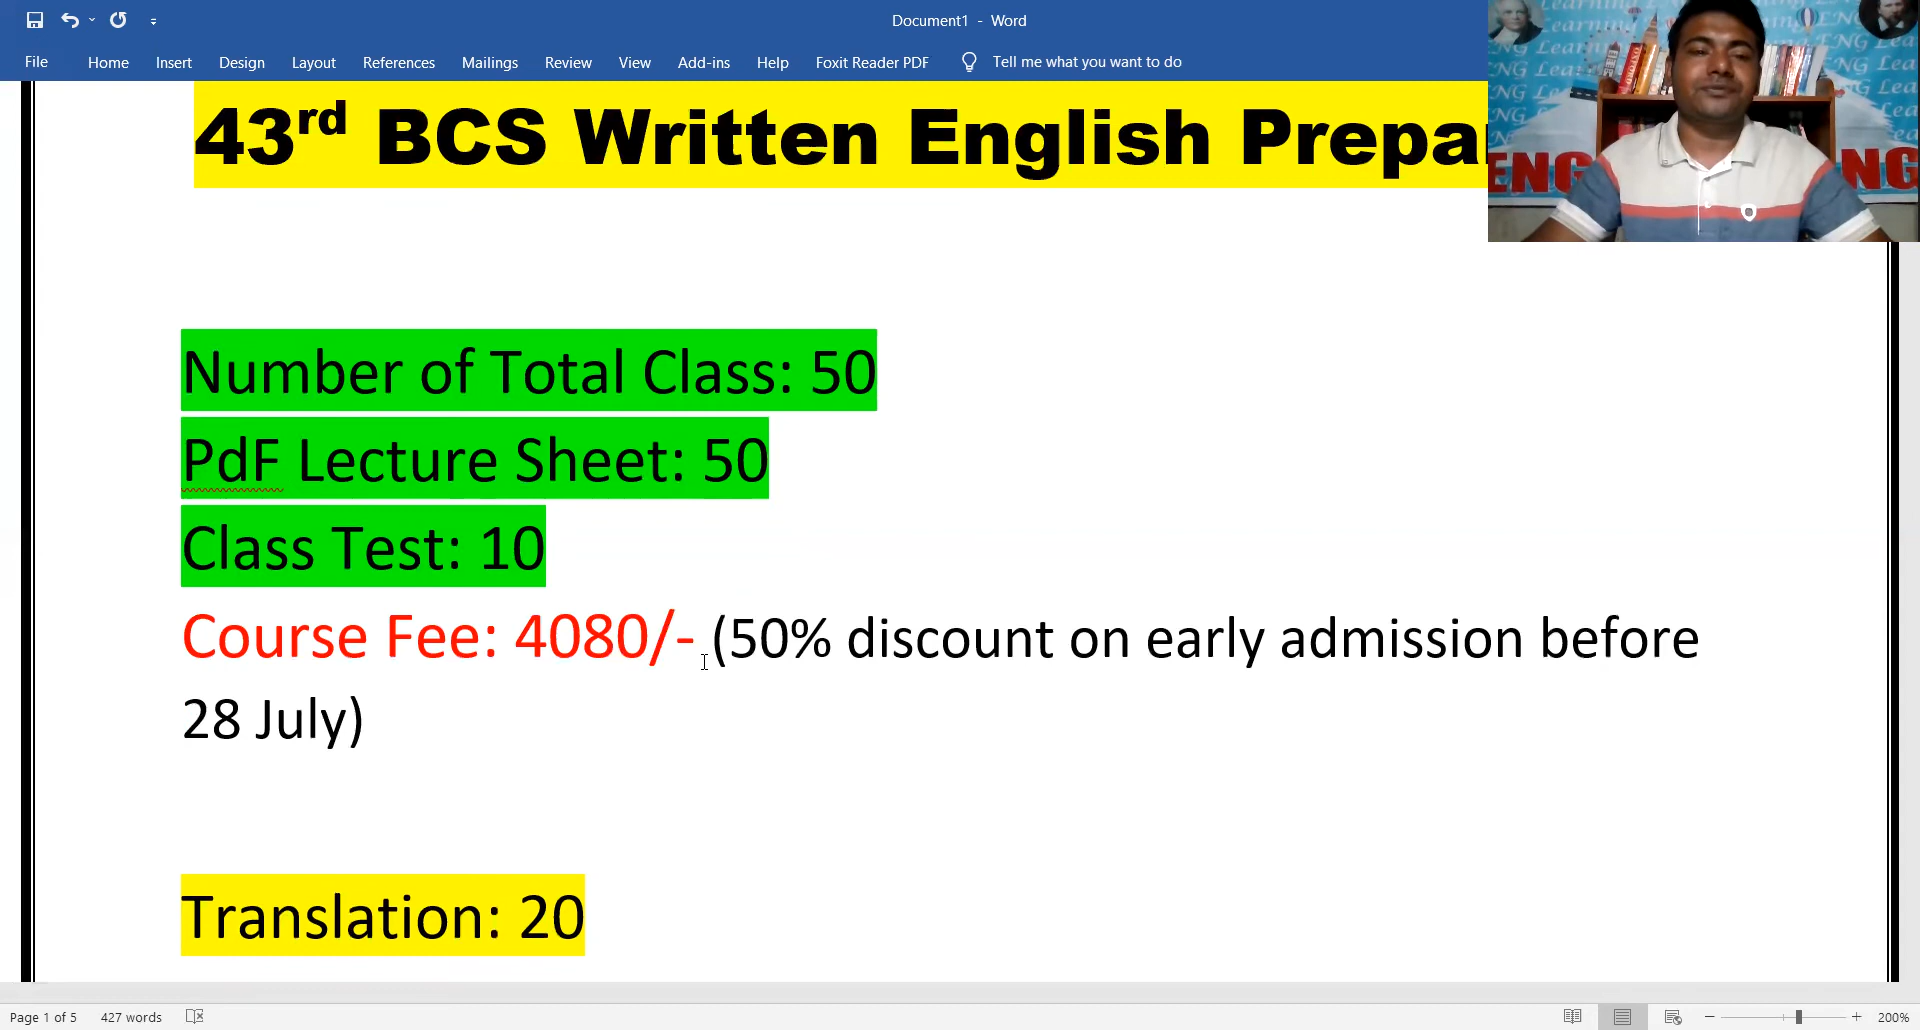 Document1 - Word
File Home Insert Design Layout References Mailings Review View Add-ins Help Foxit Reader PDF Tell me what you want to do
43rd BCS Written English Prepa
ENG
NG
Number of Total Class: 50
PdF Lecture Sheet: 50
Class Test: 10
Course Fee: 4080/- (50% discount on early admission before
28 July)
Translation: 20
Page 1 of 5 427 words 200%